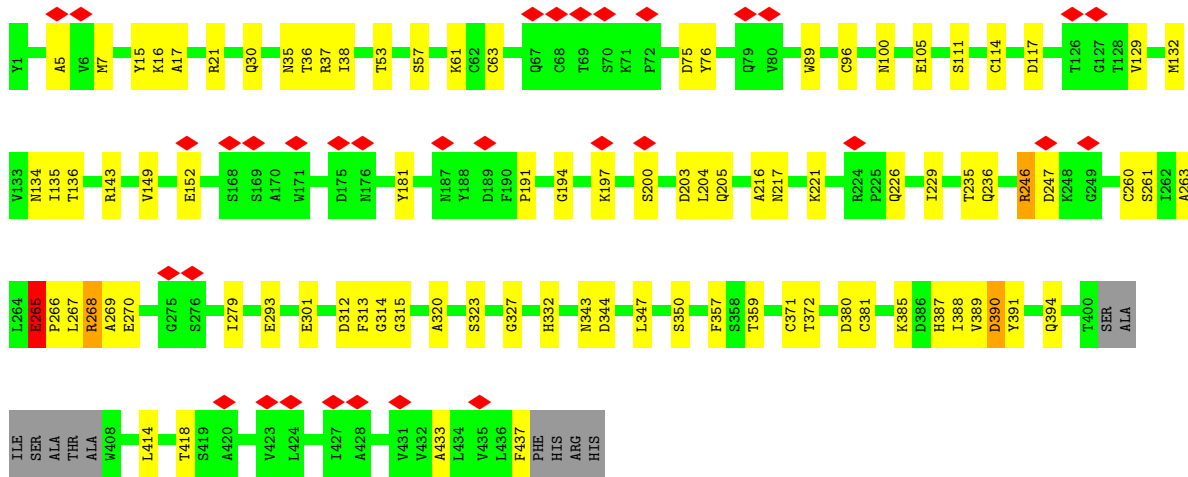 Y1 A5 V6 M7 Y15 K16 A17 R21 Q30 N35 T36 R37 I38 T53 S57 K61 C62 C63 Q67 C68 T69 S70 K71 P72 D75 Y76 Q79 V80 W89 C96 N100 E105 S111 C114 D117 T126 G127 T128 V129 M132
V133 N134 I135 T136 R143 V149 E152 S168 S169 A170 W171 D175 N176 Y181 N187 Y188 D189 F190 P191 G194 K197 S200 D203 L204 Q205 A216 N217 K221 R224 P225 Q226 I229 T235 Q236 R246 D247 K248 G249 C260 S261 I262 A263
L264 E265 P266 L267 R268 A269 E270 G275 S276 I279 E293 E301 D312 F313 G314 G315 A320 S323 G327 H332 N343 D344 L347 S350 F357 S358 T359 C371 T372 D380 C381 K385 D386 H387 I388 V389 D390 Y391 Q394 T400 SER ALA
ILE SER ALA THR ALA W408 L414 T418 S419 A420 V423 L424 I427 A428 V431 V432 A433 L434 V435 L436 F437 PHE HIS ARG HIS